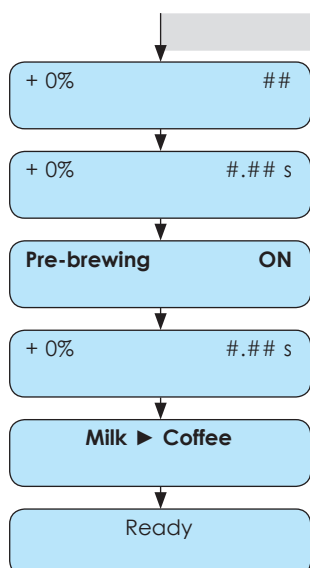 + 0% ##
+ 0% #.## s
Pre-brewing ON
+ 0% #.## s
Milk ► Coffee
Ready